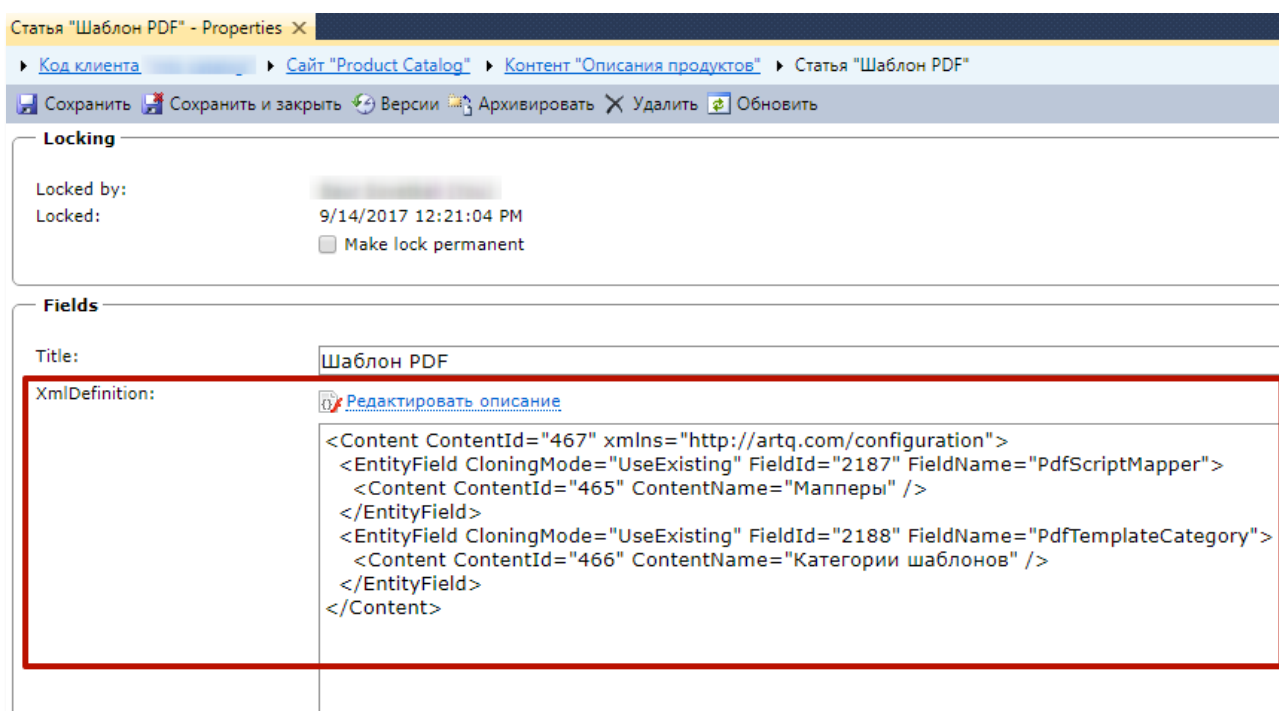 Статья "Шаблон PDF" - Properties
Код клиента Сайт "Product Catalog" Контент "Описания продуктов" Статья "Шаблон PDF"
Сохранить Сохранить и закрыть Версии Архивировать Удалить Обновить
Locking
Locked by:
Locked: 9/14/2017 12:21:04 PM
Make lock permanent
Fields
Title: Шаблон PDF
XmlDefinition: Редактировать описание
<Content ContentId="467" xmlns="http://artq.com/configuration">
<EntityField CloningMode="UseExisting" FieldId="2187" FieldName="PdfScriptMapper">
<Content ContentId="465" ContentName="Мапперы" />
</EntityField>
<EntityField CloningMode="UseExisting" FieldId="2188" FieldName="PdfTemplateCategory">
<Content ContentId="466" ContentName="Категории шаблонов" />
</EntityField>
</Content>